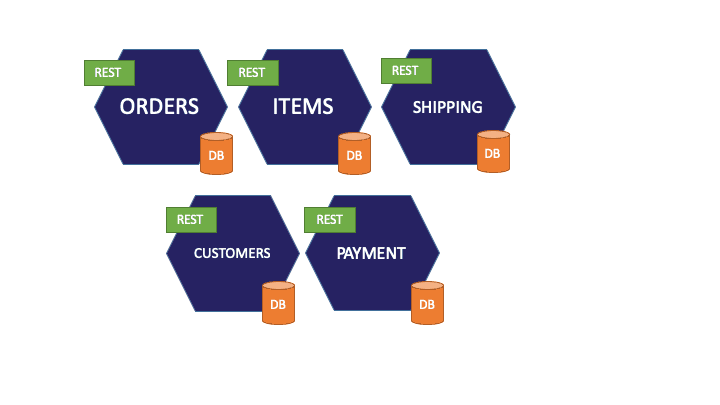 REST
REST
REST
ORDERS
ITEMS
SHIPPING
DB
DB
DB
REST
REST
CUSTOMERS
PAYMENT
DB
DB